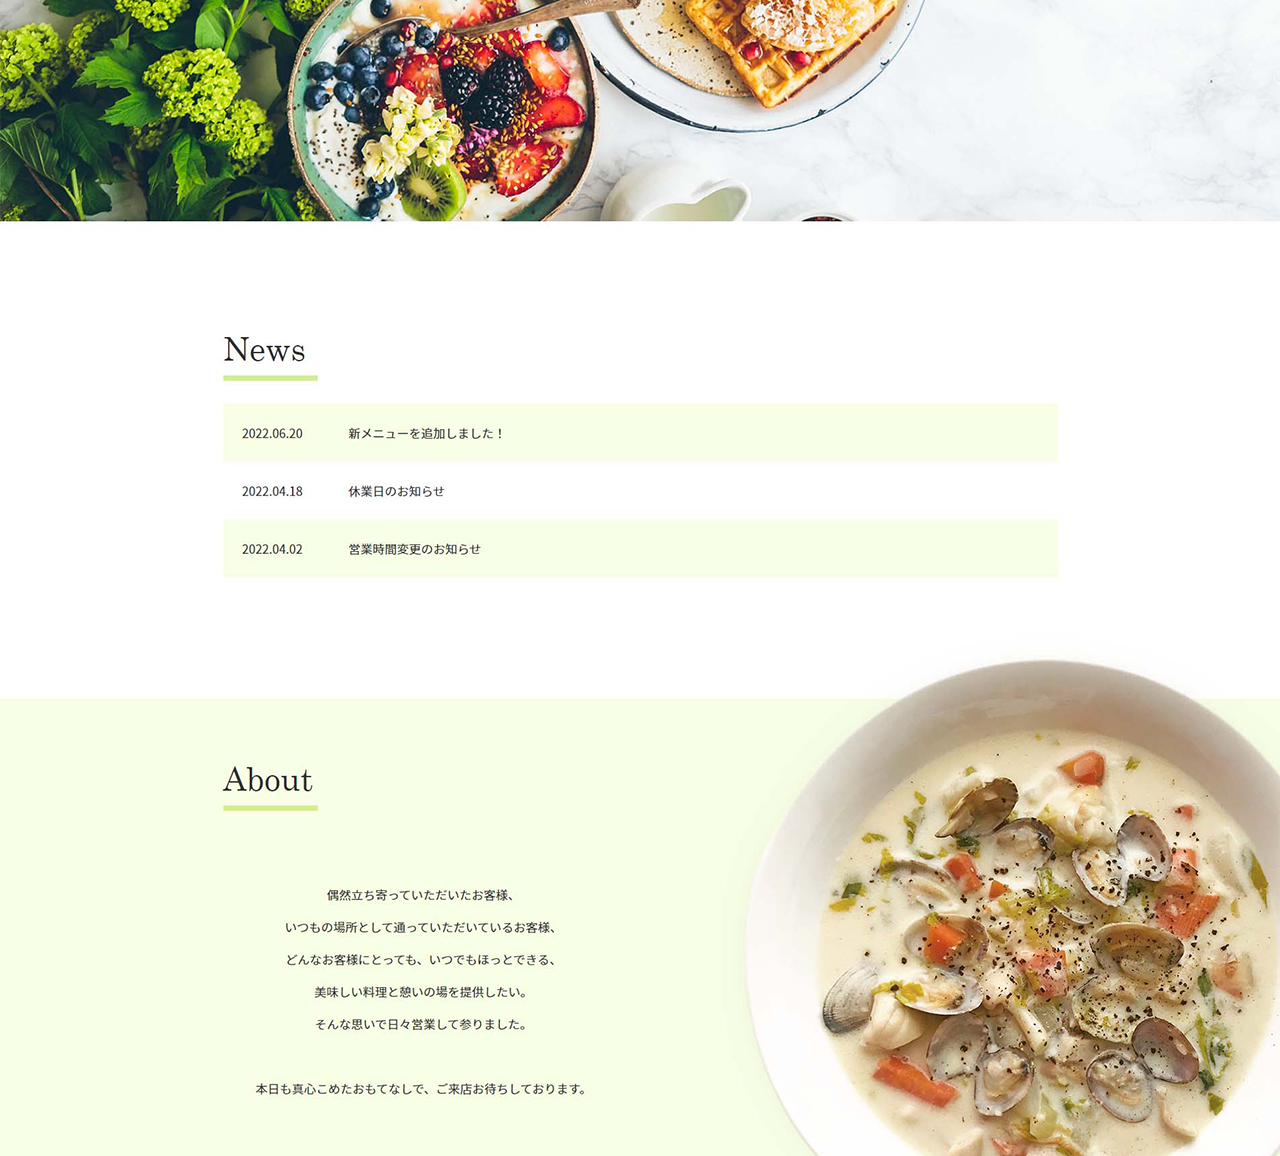 News
2022.06.20 新メニューを追加しました！
2022.04.18 休業日のお知らせ
2022.04.02 営業時間変更のお知らせ
About
偶然立ち寄っていただいたお客様、
いつもの場所として通っていただいているお客様、
どんなお客様にとっても、いつでもほっとできる、
美味しい料理と憩いの場を提供したい。
そんな思いで日々営業して参りました。
本日も真心こめたおもてなしで、ご来店お待ちしております。